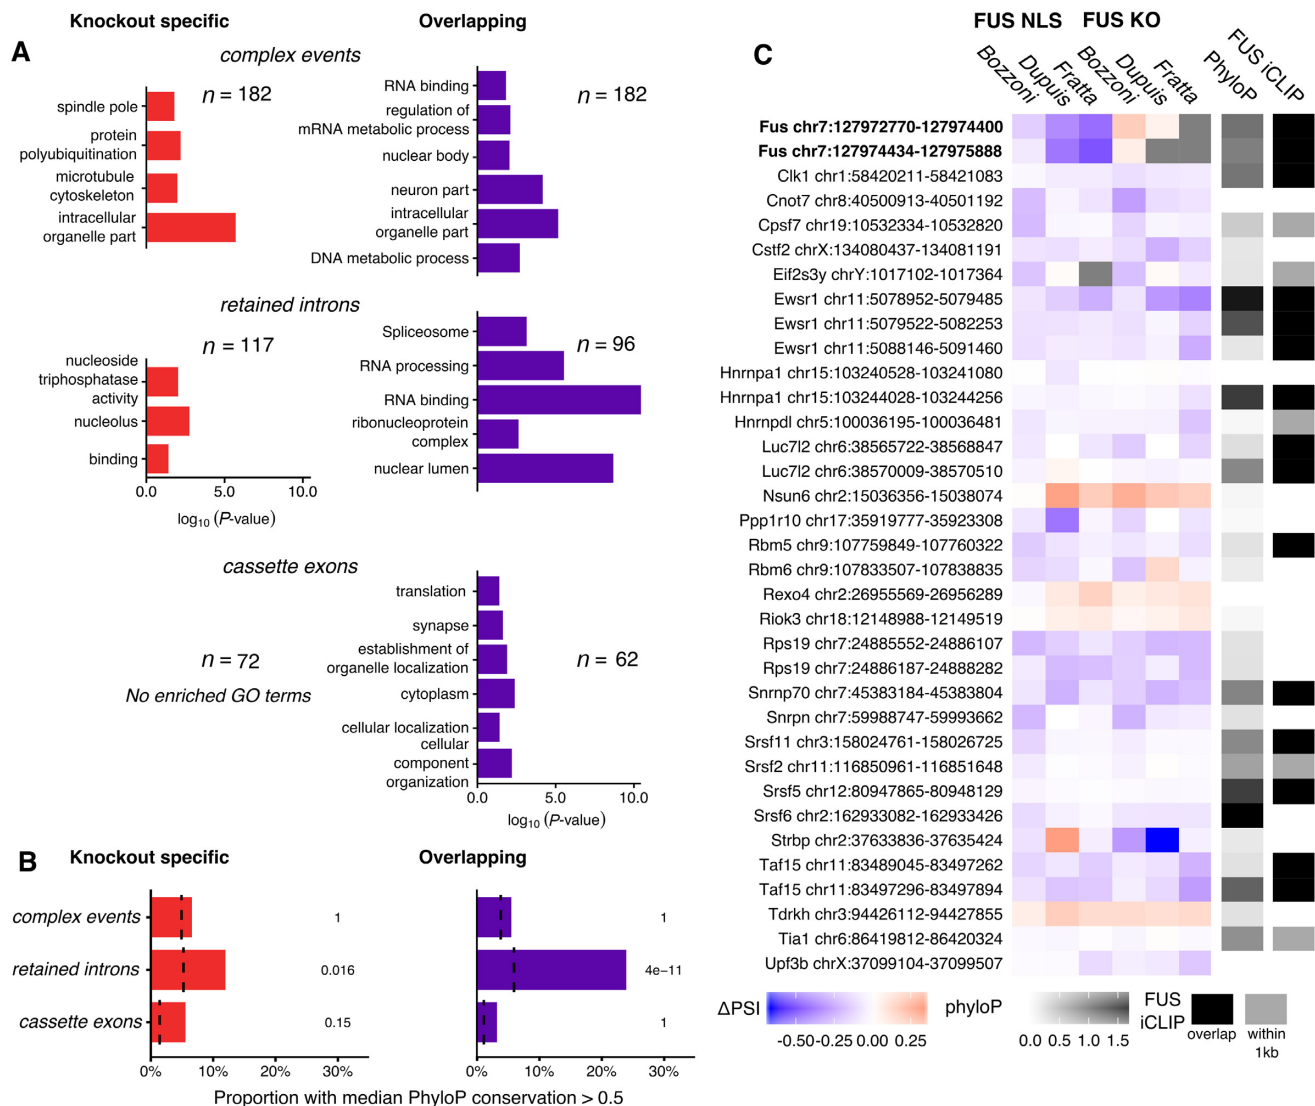 A
Knockout specific
Overlapping
complex events
n = 182
spindle pole
protein
polyubiquitination
microtubule
cytoskeleton
intracellular
organelle part
n = 182
RNA binding
regulation of
mRNA metabolic process
nuclear body
neuron part
intracellular
organelle part
DNA metabolic process
retained introns
n = 117
nucleoside
triphosphatase
activity
nucleolus
binding
0.0 5.0 10.0
log10 (P-value)
n = 96
Spliceosome
RNA processing
RNA binding
ribonucleoprotein
complex
nuclear lumen
cassette exons
n = 72
No enriched GO terms
n = 62
translation
synapse
establishment of
organelle localization
cytoplasm
cellular localization
cellular
component
organization
0.0 5.0 10.0
log10 (P-value)
B
Knockout specific
Overlapping
complex events 1 1
retained introns 0.016 4e−11
cassette exons 0.15 1
0% 10% 20% 30% 0% 10% 20% 30%
Proportion with median PhyloP conservation > 0.5
C
FUS NLS FUS KO
Bozzoni Dupuis Fratta Bozzoni Dupuis Fratta PhyloP FUS iCLIP
Fus chr7:127972770-127974400
Fus chr7:127974434-127975888
Clk1 chr1:58420211-58421083
Cnot7 chr8:40500913-40501192
Cpsf7 chr19:10532334-10532820
Cstf2 chrX:134080437-134081191
Eif2s3y chrY:1017102-1017364
Ewsr1 chr11:5078952-5079485
Ewsr1 chr11:5079522-5082253
Ewsr1 chr11:5088146-5091460
Hnrnpa1 chr15:103240528-103241080
Hnrnpa1 chr15:103244028-103244256
Hnrnpdl chr5:100036195-100036481
Luc7l2 chr6:38565722-38568847
Luc7l2 chr6:38570009-38570510
Nsun6 chr2:15036356-15038074
Ppp1r10 chr17:35919777-35923308
Rbm5 chr9:107759849-107760322
Rbm6 chr9:107833507-107838835
Rexo4 chr2:26955569-26956289
Riok3 chr18:12148988-12149519
Rps19 chr7:24885552-24886107
Rps19 chr7:24886187-24888282
Snrnp70 chr7:45383184-45383804
Snrpn chr7:59988747-59993662
Srsf11 chr3:158024761-158026725
Srsf2 chr11:116850961-116851648
Srsf5 chr12:80947865-80948129
Srsf6 chr2:162933082-162933426
Strbp chr2:37633836-37635424
Taf15 chr11:83489045-83497262
Taf15 chr11:83497296-83497894
Tdrkh chr3:94426112-94427855
Tia1 chr6:86419812-86420324
Upf3b chrX:37099104-37099507
ΔPSI
-0.50 -0.25 0.00 0.25
phyloP
0.0 0.5 1.0 1.5
FUS
iCLIP
overlap
within
1kb